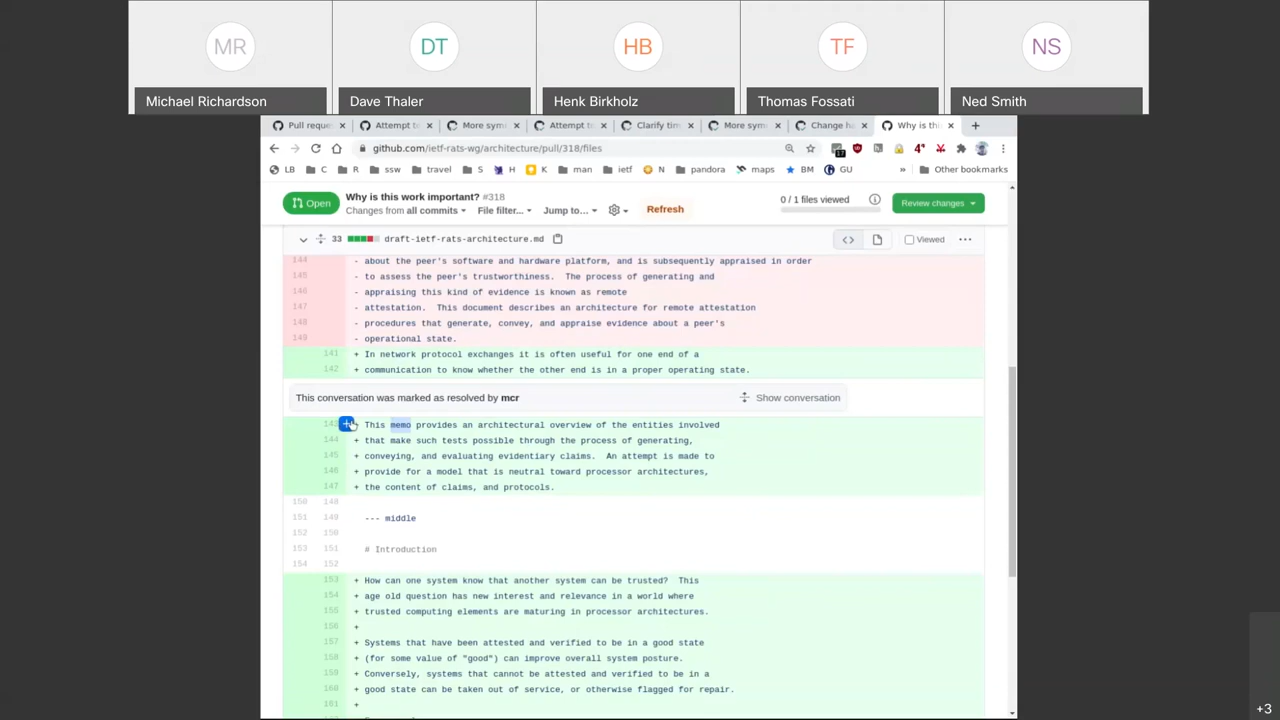 MR
DT
HB
TF
NS
Michael Richardson
Dave Thaler
Henk Birkholz
Thomas Fossati
Ned Smith
Pull reque
Attempt to
More sym
Attempt to
Clarify tim
More sym
Change ha
Why is thi
github.com/ietf-rats-wg/architecture/pull/318/files
LB C R ssw travel S H K man ietf N pandora maps BM GU » Other bookmarks
Open
Why is this work important? #318
Changes from all commits File filter... Jump to... Refresh
0 / 1 files viewed
Review changes
33 draft-ietf-rats-architecture.md
Viewed
144 - about the peer's software and hardware platform, and is subsequently appraised in order
145 - to assess the peer's trustworthiness. The process of generating and
146 - appraising this kind of evidence is known as remote
147 - attestation. This document describes an architecture for remote attestation
148 - procedures that generate, convey, and appraise evidence about a peer's
149 - operational state.
141 + In network protocol exchanges it is often useful for one end of a
142 + communication to know whether the other end is in a proper operating state.
This conversation was marked as resolved by mcr
Show conversation
143 + This memo provides an architectural overview of the entities involved
144 + that make such tests possible through the process of generating,
145 + conveying, and evaluating evidentiary claims. An attempt is made to
146 + provide for a model that is neutral toward processor architectures,
147 + the content of claims, and protocols.
150 148
151 149 --- middle
152 150
153 151 # Introduction
154 152
153 + How can one system know that another system can be trusted? This
154 + age old question has new interest and relevance in a world where
155 + trusted computing elements are maturing in processor architectures.
156 +
157 + Systems that have been attested and verified to be in a good state
158 + (for some value of "good") can improve overall system posture.
159 + Conversely, systems that cannot be attested and verified to be in a
160 + good state can be taken out of service, or otherwise flagged for repair.
161 +
+3